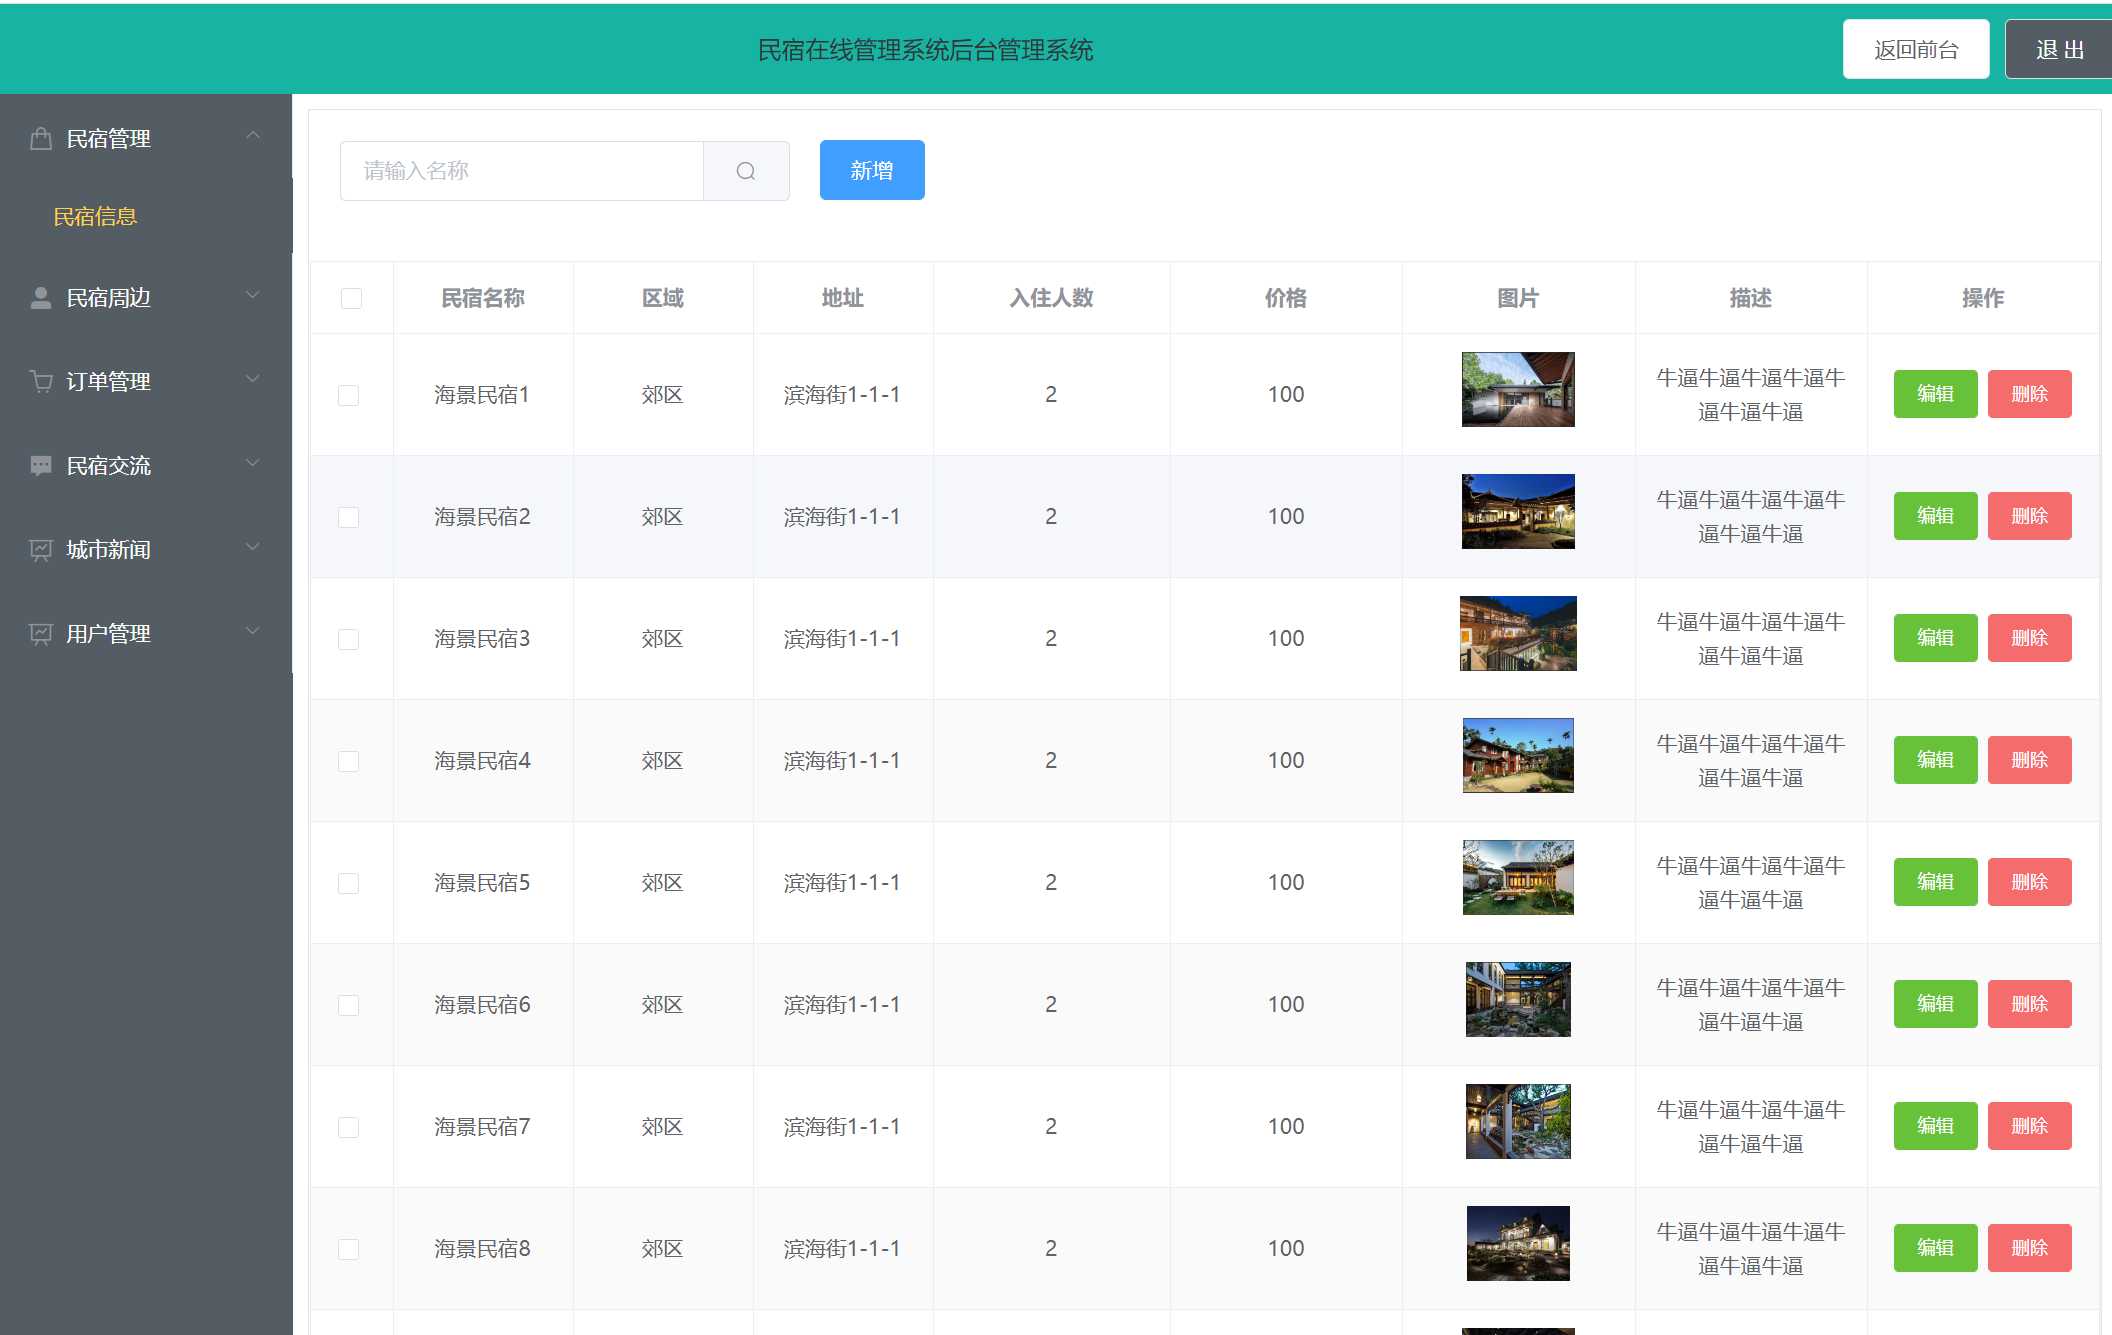 民宿在线管理系统后台管理系统
返回前台
退 出
民宿管理
民宿信息
民宿周边
订单管理
民宿交流
城市新闻
用户管理
请输入名称
新增
民宿名称 区域 地址 入住人数 价格 图片 描述 操作
海景民宿1 郊区 滨海街1-1-1 2 100 牛逼牛逼牛逼牛逼牛
逼牛逼牛逼 编辑 删除
海景民宿2 郊区 滨海街1-1-1 2 100 牛逼牛逼牛逼牛逼牛
逼牛逼牛逼 编辑 删除
海景民宿3 郊区 滨海街1-1-1 2 100 牛逼牛逼牛逼牛逼牛
逼牛逼牛逼 编辑 删除
海景民宿4 郊区 滨海街1-1-1 2 100 牛逼牛逼牛逼牛逼牛
逼牛逼牛逼 编辑 删除
海景民宿5 郊区 滨海街1-1-1 2 100 牛逼牛逼牛逼牛逼牛
逼牛逼牛逼 编辑 删除
海景民宿6 郊区 滨海街1-1-1 2 100 牛逼牛逼牛逼牛逼牛
逼牛逼牛逼 编辑 删除
海景民宿7 郊区 滨海街1-1-1 2 100 牛逼牛逼牛逼牛逼牛
逼牛逼牛逼 编辑 删除
海景民宿8 郊区 滨海街1-1-1 2 100 牛逼牛逼牛逼牛逼牛
逼牛逼牛逼 编辑 删除